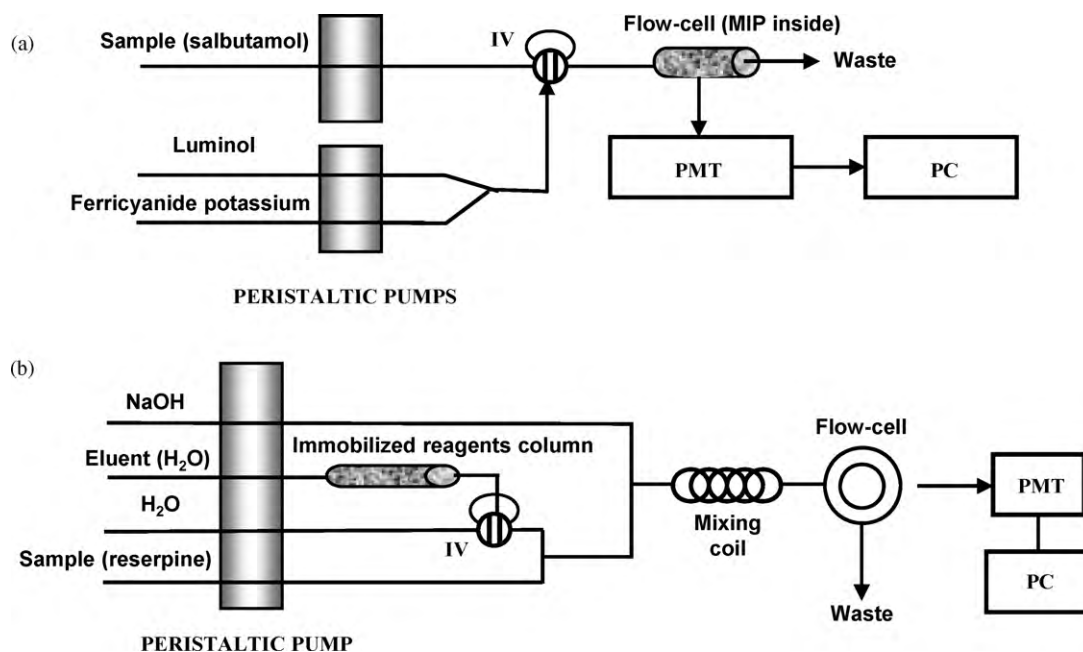 (a)
Sample (salbutamol)
IV
Flow-cell (MIP inside)
Waste
Luminol
Ferricyanide potassium
PMT
PC
PERISTALTIC PUMPS
(b)
NaOH
Eluent (H₂O)
Immobilized reagents column
H₂O
IV
Sample (reserpine)
Mixing
coil
Flow-cell
PMT
PC
Waste
PERISTALTIC PUMP